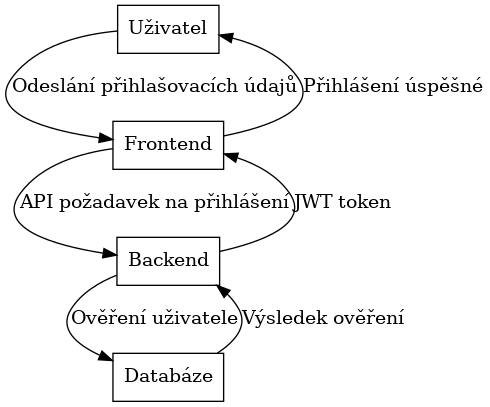 Uživatel
Odeslání přihlašovacích údajů
Přihlášení úspěšné
Frontend
API požadavek na přihlášení
JWT token
Backend
Ověření uživatele
Výsledek ověření
Databáze